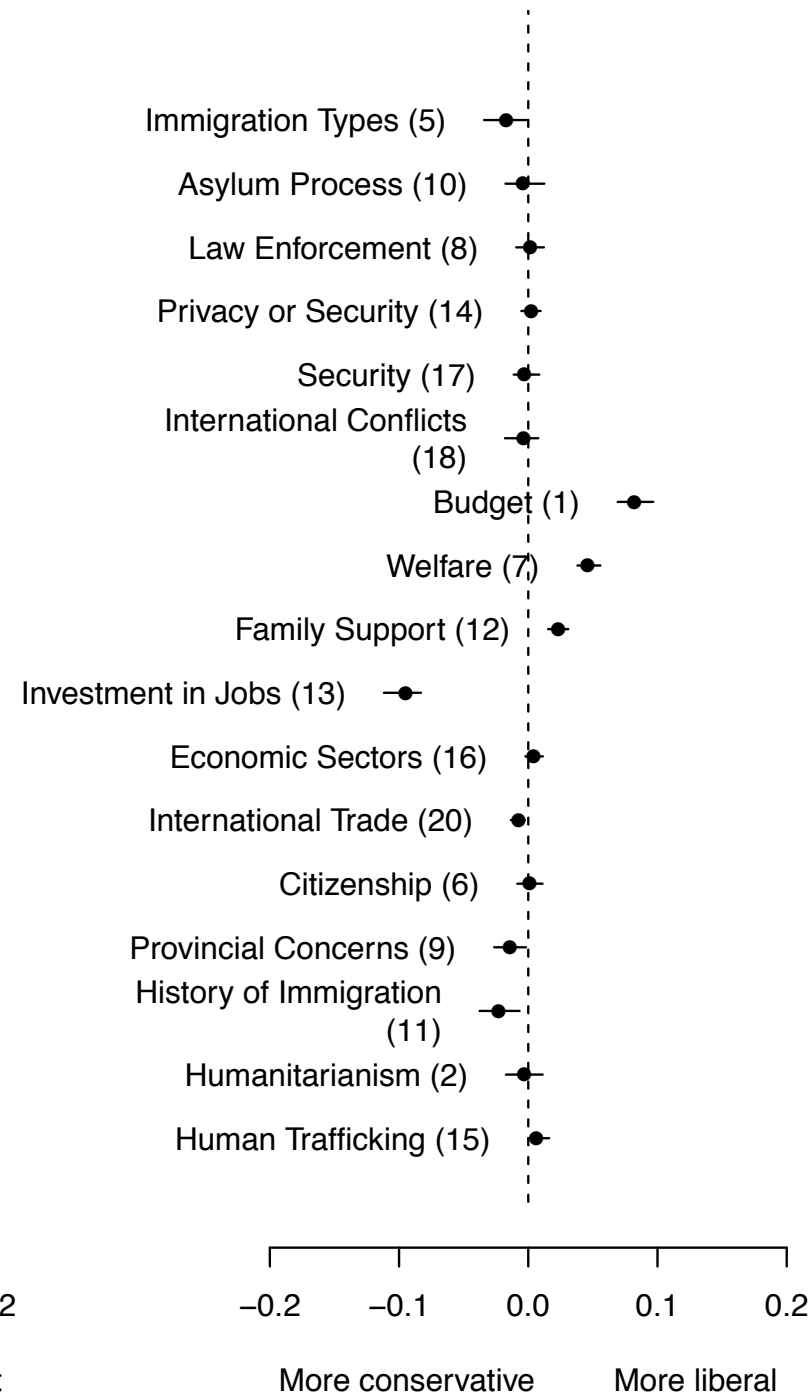 Immigration Types (5)
Asylum Process (10)
Law Enforcement (8)
Privacy or Security (14)
Security (17)
International Conflicts
(18)
Budget (1)
Welfare (7)
Family Support (12)
Investment in Jobs (13)
Economic Sectors (16)
International Trade (20)
Citizenship (6)
Provincial Concerns (9)
History of Immigration
(11)
Humanitarianism (2)
Human Trafficking (15)
2 −0.2 −0.1 0.0 0.1 0.2
More conservative More liberal